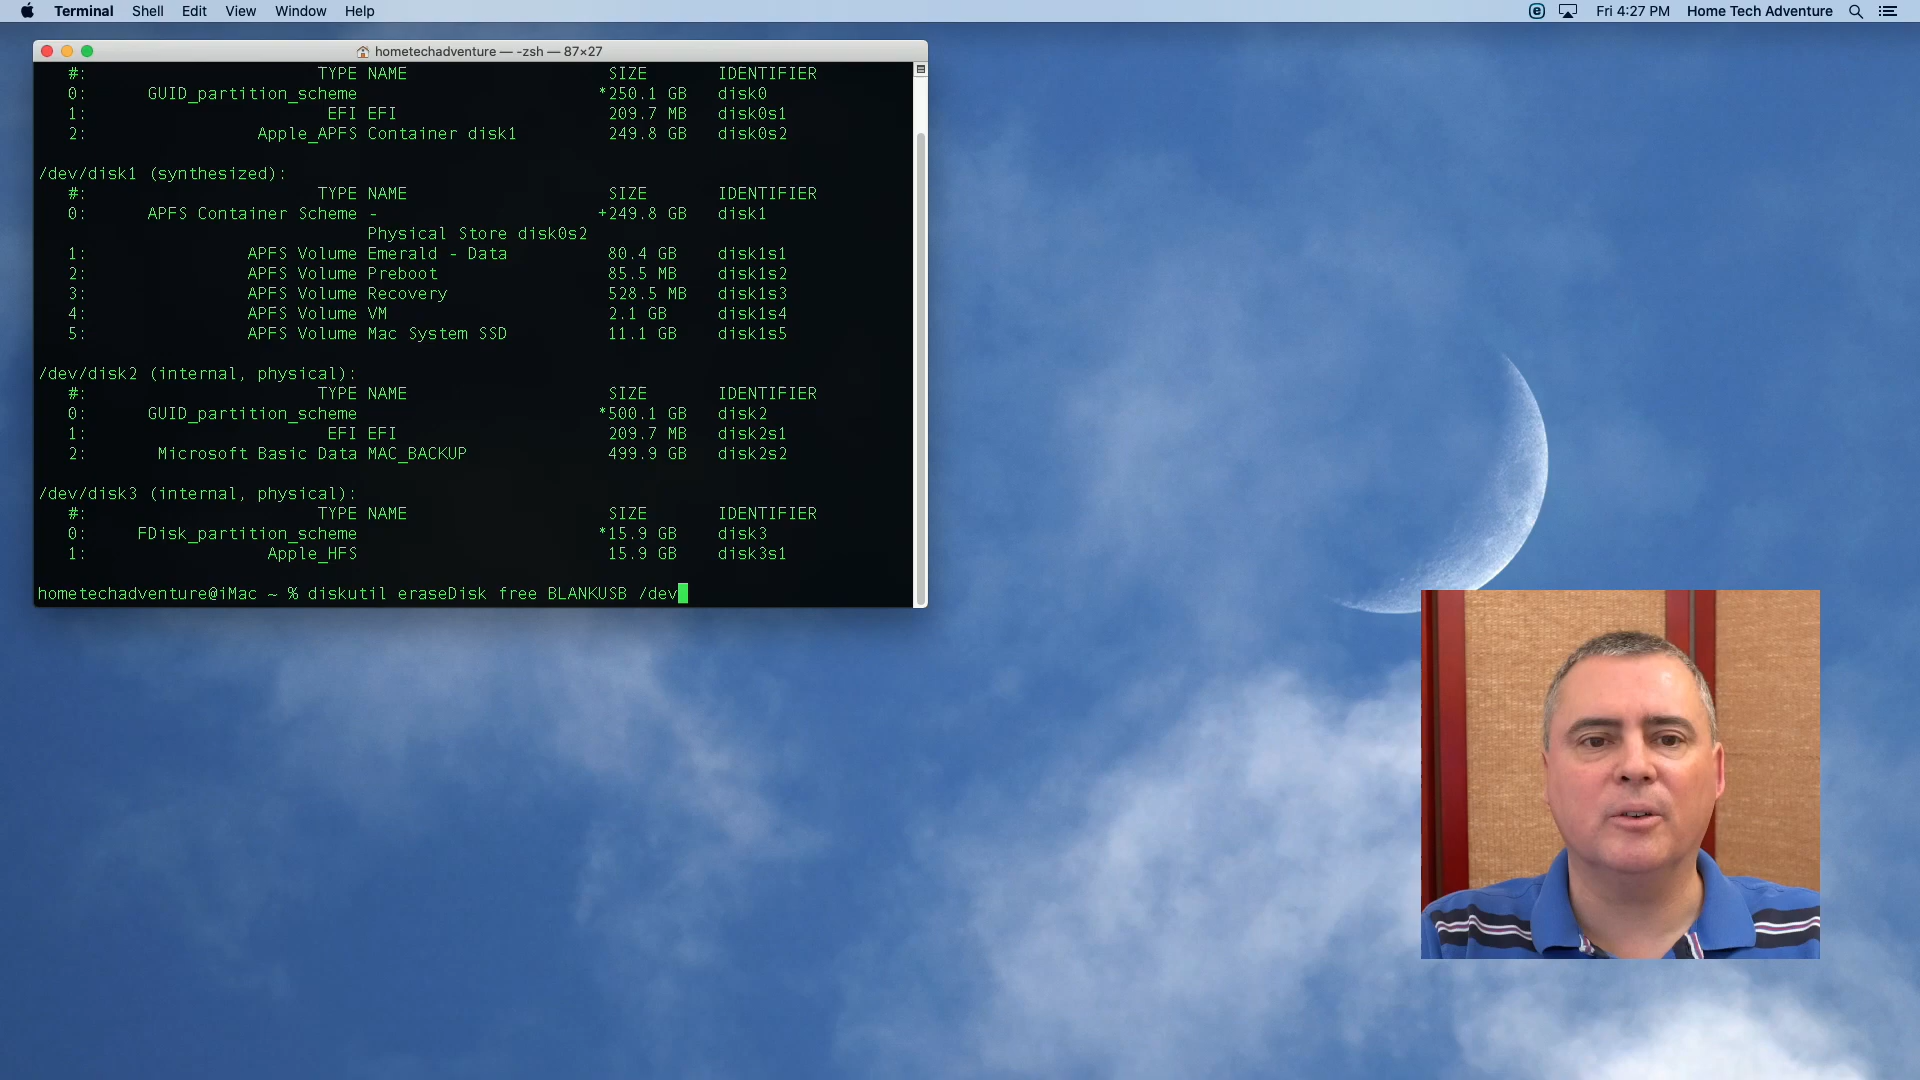 Terminal Shell Edit View Window Help
Fri 4:27 PM Home Tech Adventure
hometechadventure — -zsh — 87×27
#: TYPE NAME SIZE IDENTIFIER
0: GUID_partition_scheme *250.1 GB disk0
1: EFI EFI 209.7 MB disk0s1
2: Apple_APFS Container disk1 249.8 GB disk0s2
/dev/disk1 (synthesized):
#: TYPE NAME SIZE IDENTIFIER
0: APFS Container Scheme - +249.8 GB disk1
Physical Store disk0s2
1: APFS Volume Emerald - Data 80.4 GB disk1s1
2: APFS Volume Preboot 85.5 MB disk1s2
3: APFS Volume Recovery 528.5 MB disk1s3
4: APFS Volume VM 2.1 GB disk1s4
5: APFS Volume Mac System SSD 11.1 GB disk1s5
/dev/disk2 (internal, physical):
#: TYPE NAME SIZE IDENTIFIER
0: GUID_partition_scheme *500.1 GB disk2
1: EFI EFI 209.7 MB disk2s1
2: Microsoft Basic Data MAC_BACKUP 499.9 GB disk2s2
/dev/disk3 (internal, physical):
#: TYPE NAME SIZE IDENTIFIER
0: FDisk_partition_scheme *15.9 GB disk3
1: Apple_HFS 15.9 GB disk3s1
hometechadventure@iMac ~ % diskutil eraseDisk free BLANKUSB /dev